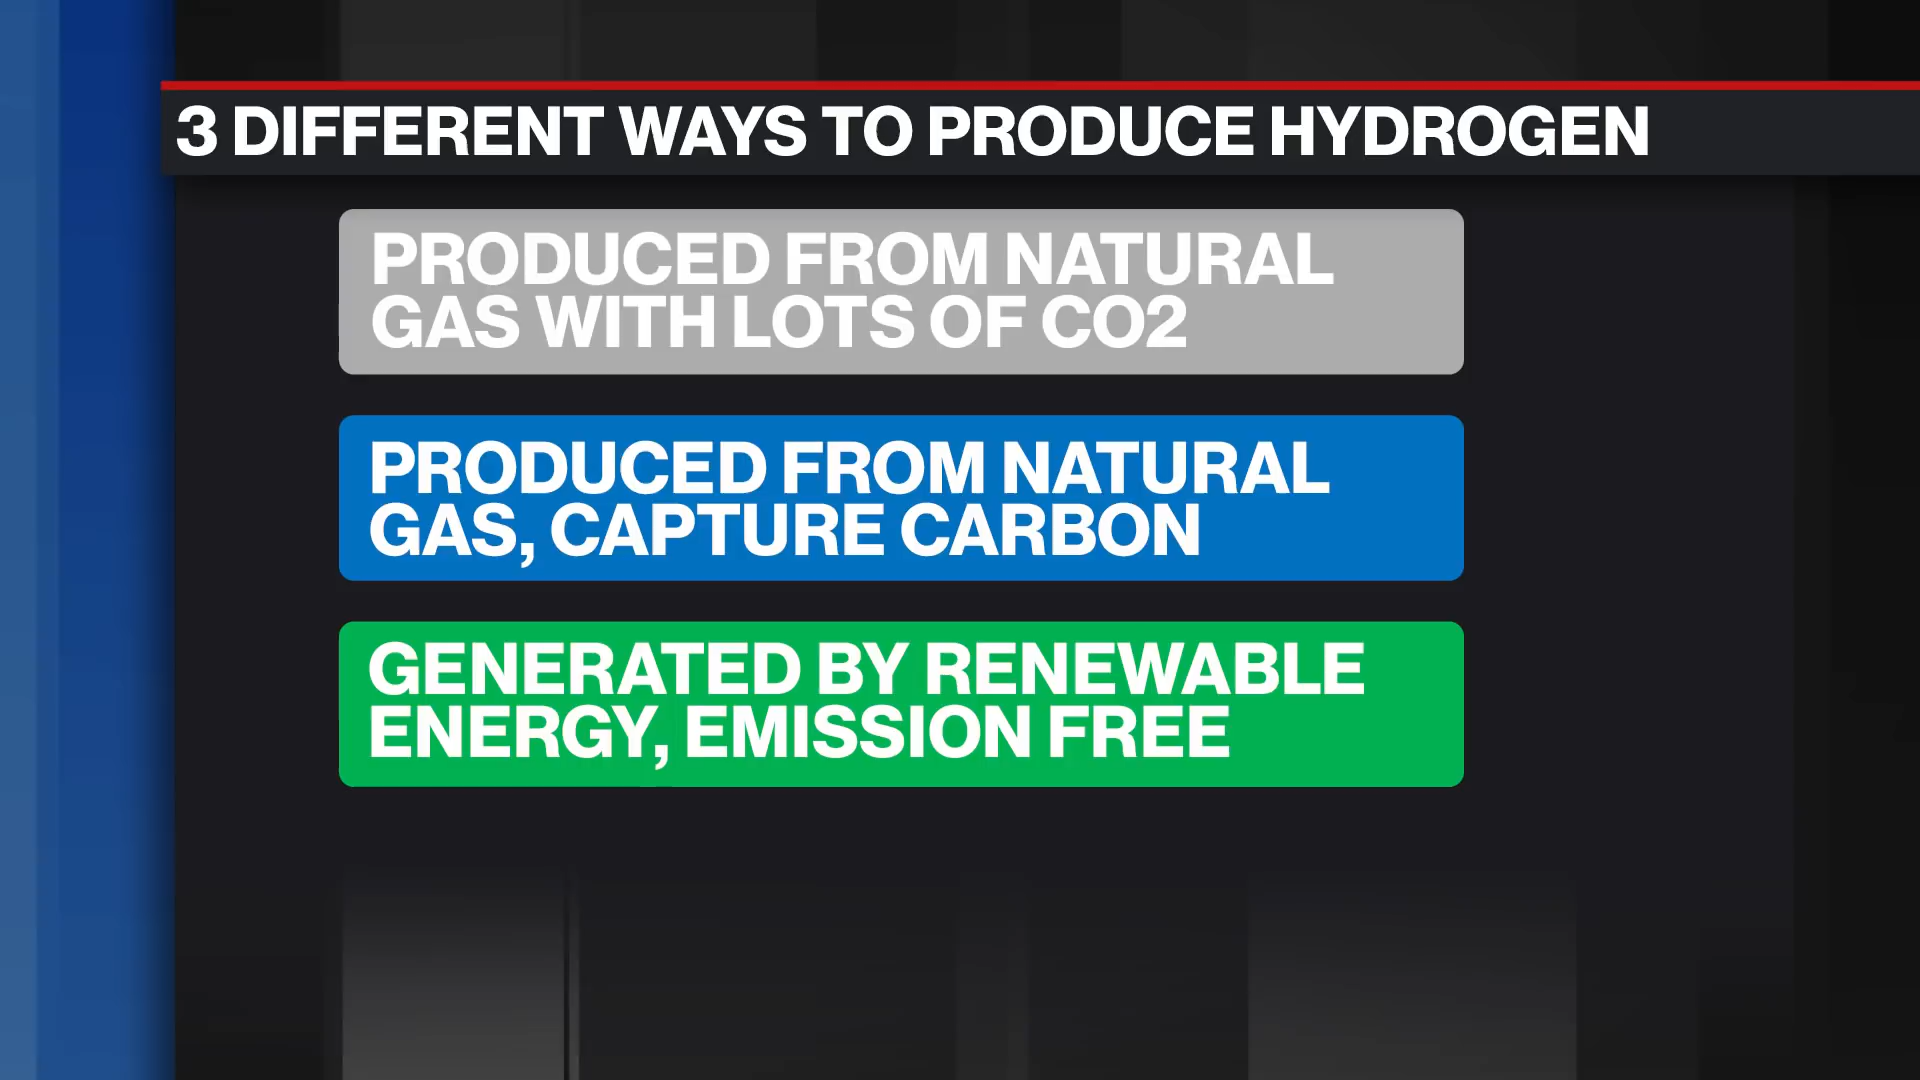 3 DIFFERENT WAYS TO PRODUCE HYDROGEN
PRODUCED FROM NATURAL
GAS WITH LOTS OF CO2
PRODUCED FROM NATURAL
GAS, CAPTURE CARBON
GENERATED BY RENEWABLE
ENERGY, EMISSION FREE